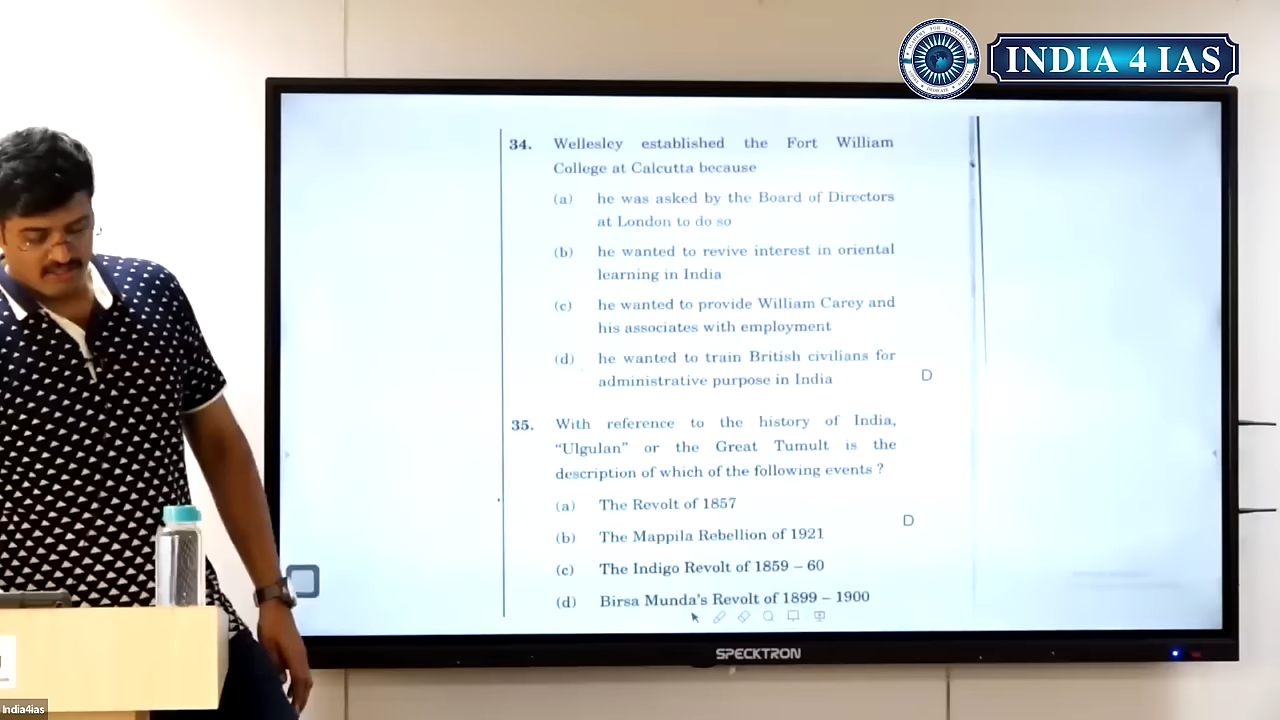 INDIA 4 IAS
34. Wellesley established the Fort William
College at Calcutta because
(a) he was asked by the Board of Directors
at London to do so
(b) he wanted to revive interest in oriental
learning in India
(c) he wanted to provide William Carey and
his associates with employment
(d) he wanted to train British civilians for
administrative purpose in India
D
35. With reference to the history of India,
“Ulgulan” or the Great Tumult is the
description of which of the following events ?
(a) The Revolt of 1857
D
(b) The Mappila Rebellion of 1921
(c) The Indigo Revolt of 1859 – 60
(d) Birsa Munda's Revolt of 1899 – 1900
SPECKTRON
India4ias